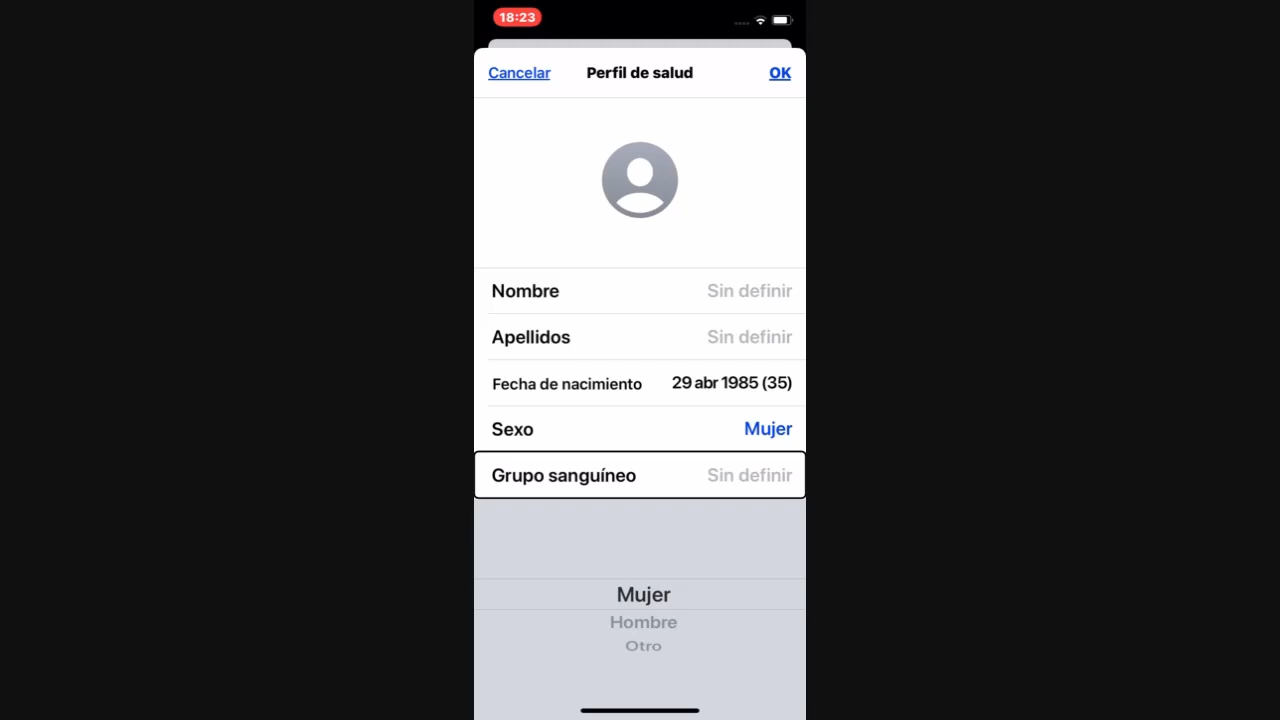 18:23
Cancelar Perfil de salud OK
Nombre Sin definir
Apellidos Sin definir
Fecha de nacimiento 29 abr 1985 (35)
Sexo Mujer
Grupo sanguíneo Sin definir
Mujer
Hombre
Otro